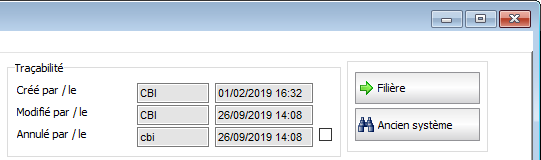 Traçabilité
Créé par / le CBI 01/02/2019 16:32
Modifié par / le CBI 26/09/2019 14:08
Annulé par / le cbi 26/09/2019 14:08
Filière
Ancien système